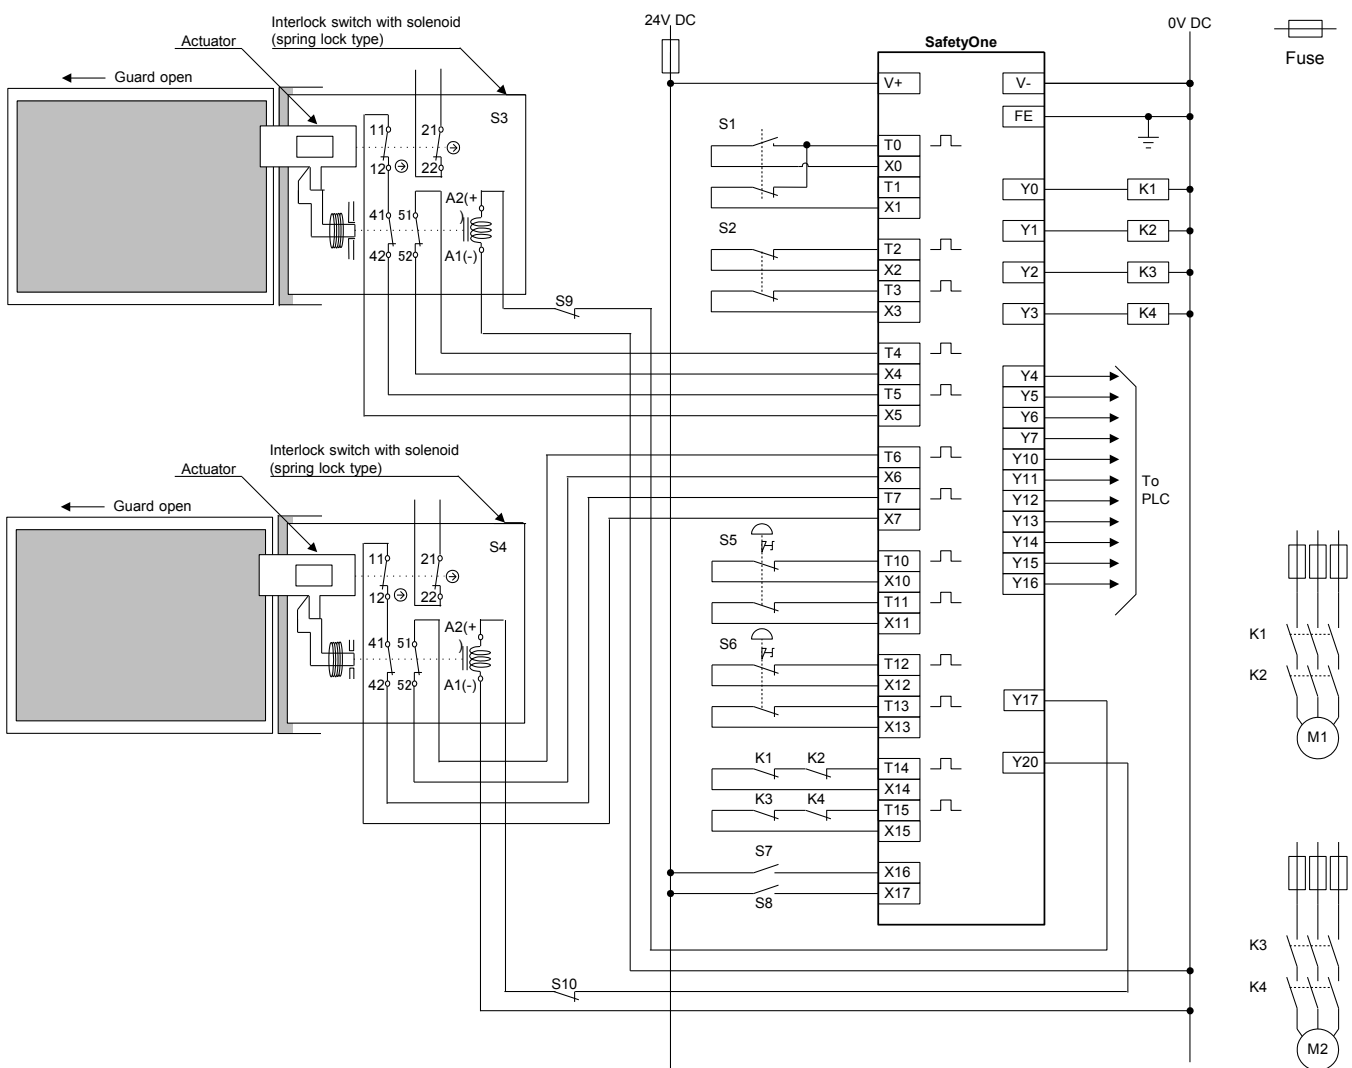 Interlock switch with solenoid
(spring lock type)
Actuator
Guard open
S3
11
21
12
22
A2(+
)
41
51
42
52
A1(-)
S9
Interlock switch with solenoid
(spring lock type)
Actuator
Guard open
S4
11
21
12
22
A2(+
)
41
51
42
52
A1(-)
S10
24V DC
0V DC
SafetyOne
Fuse
S1
S2
S5
S6
K1
K2
K3
K4
S7
S8
V+
T0
X0
T1
X1
T2
X2
T3
X3
T4
X4
T5
X5
T6
X6
T7
X7
T10
X10
T11
X11
T12
X12
T13
X13
T14
X14
T15
X15
X16
X17
V-
FE
Y0
K1
Y1
K2
Y2
K3
Y3
K4
Y4
Y5
Y6
Y7
Y10
Y11
Y12
Y13
Y14
Y15
Y16
To
PLC
Y17
Y20
K1
K2
M1
K3
K4
M2